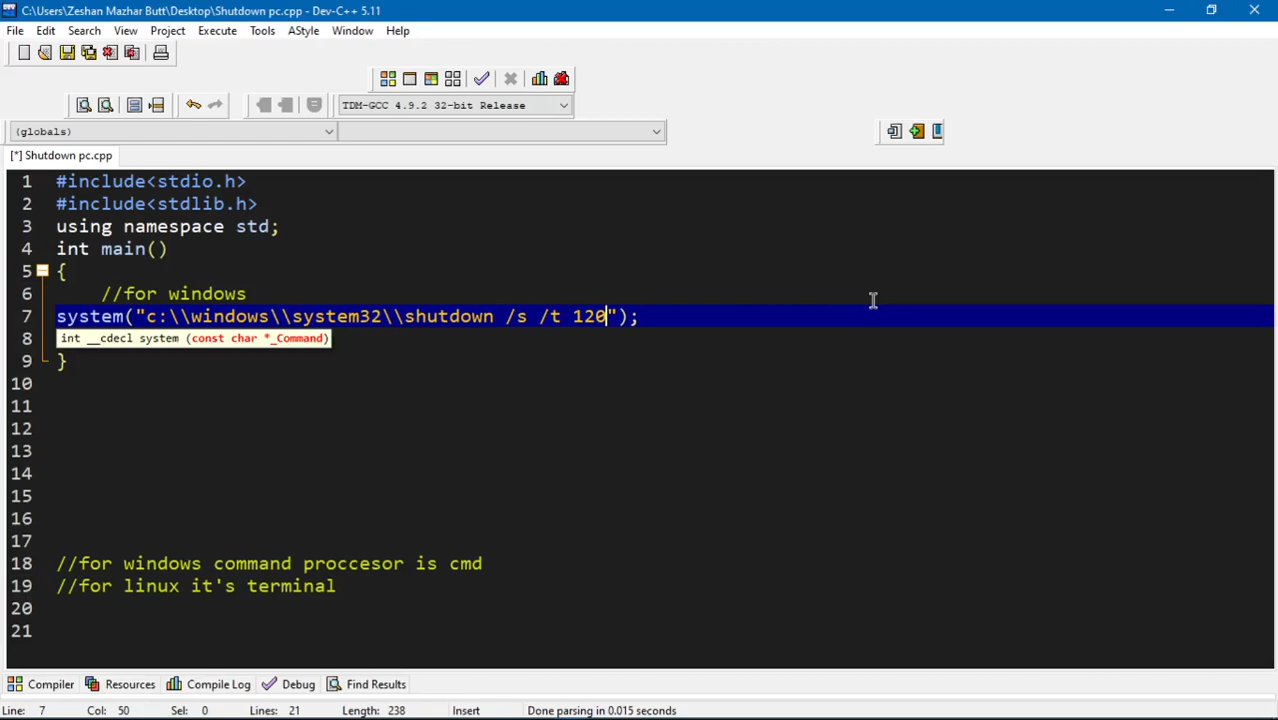 C:\Users\Zeshan Mazhar Butt\Desktop\Shutdown pc.cpp - Dev-C++ 5.11
File Edit Search View Project Execute Tools AStyle Window Help
TDM-GCC 4.9.2 32-bit Release
(globals)
[*] Shutdown pc.cpp
1 #include<stdio.h>
2 #include<stdlib.h>
3 using namespace std;
4 int main()
5 {
6 //for windows
7 system("c:\\windows\\system32\\shutdown /s /t 120");
8 int __cdecl system (const char *_Command)
9 }
10
11
12
13
14
15
16
17
18 //for windows command proccesor is cmd
19 //for linux it's terminal
20
21
Compiler Resources Compile Log Debug Find Results
Line: 7 Col: 50 Sel: 0 Lines: 21 Length: 238 Insert Done parsing in 0.015 seconds